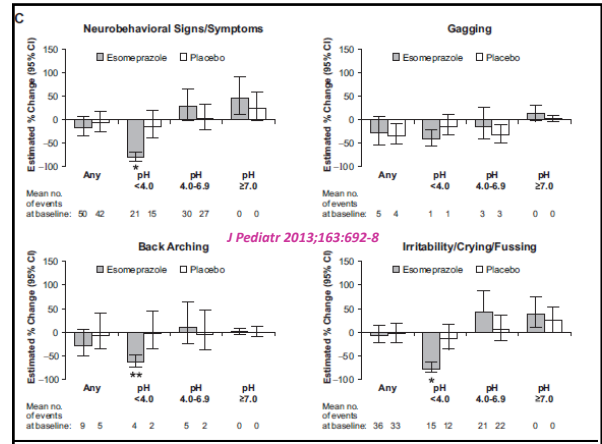 C
Neurobehavioral Signs/Symptoms
Estimated % Change (95% CI)
150
100
50
0
−50
−100
Esomeprazole Placebo
*
Any pH <4.0 pH 4.0-6.9 pH ≥7.0
Mean no.
of events
at baseline: 50 42 21 15 30 27 0 0
Gagging
Estimated % Change (95% CI)
150
100
50
0
−50
−100
Esomeprazole Placebo
Any pH <4.0 pH 4.0-6.9 pH ≥7.0
Mean no.
of events
at baseline: 5 4 1 1 3 3 0 0
J Pediatr 2013;163:692-8
Back Arching
Estimated % Change (95% CI)
150
100
50
0
−50
−100
Esomeprazole Placebo
**
Any pH <4.0 pH 4.0-6.9 pH ≥7.0
Mean no.
of events
at baseline: 9 5 4 2 5 2 0 0
Irritability/Crying/Fussing
Estimated % Change (95% CI)
150
100
50
0
−50
−100
Esomeprazole Placebo
*
Any pH <4.0 pH 4.0-6.9 pH ≥7.0
Mean no.
of events
at baseline: 36 33 15 12 21 22 0 0